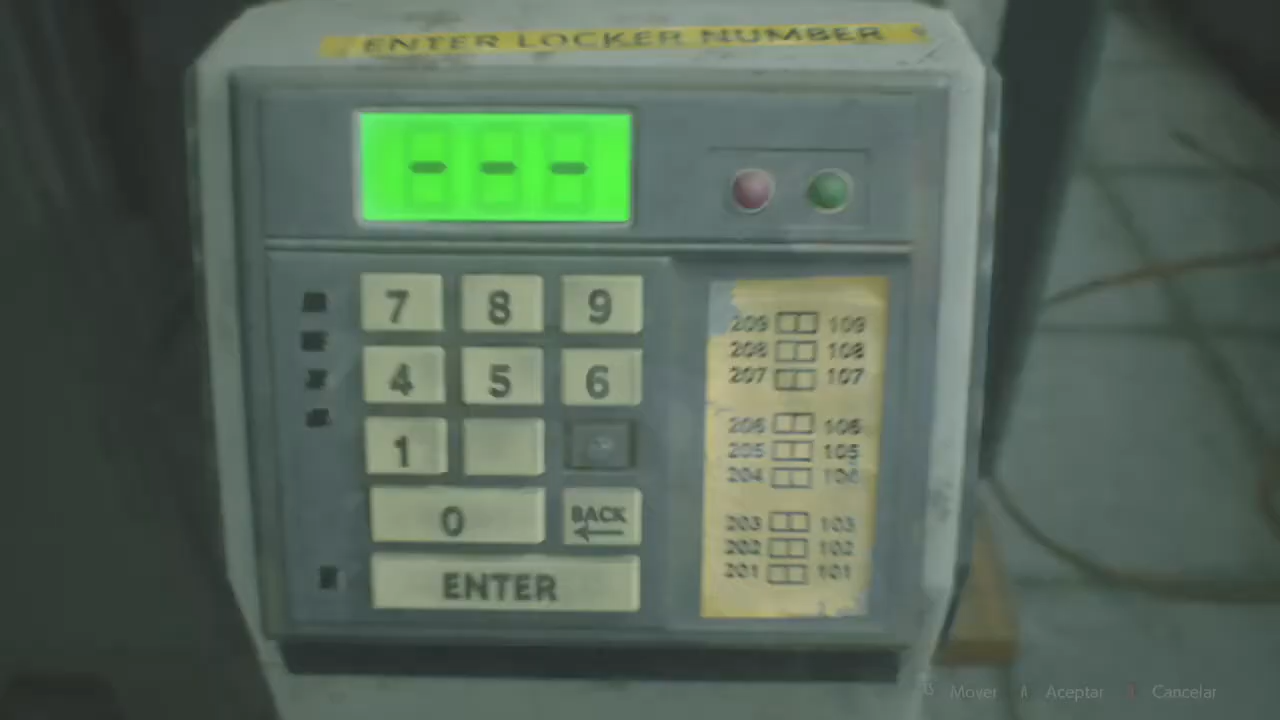 ENTER LOCKER NUMBER
- - -
7 8 9
4 5 6
1
0 BACK
ENTER
209 109
208 108
207 107
206 106
205 105
204 104
203 103
202 102
201 101
Mover Aceptar Cancelar